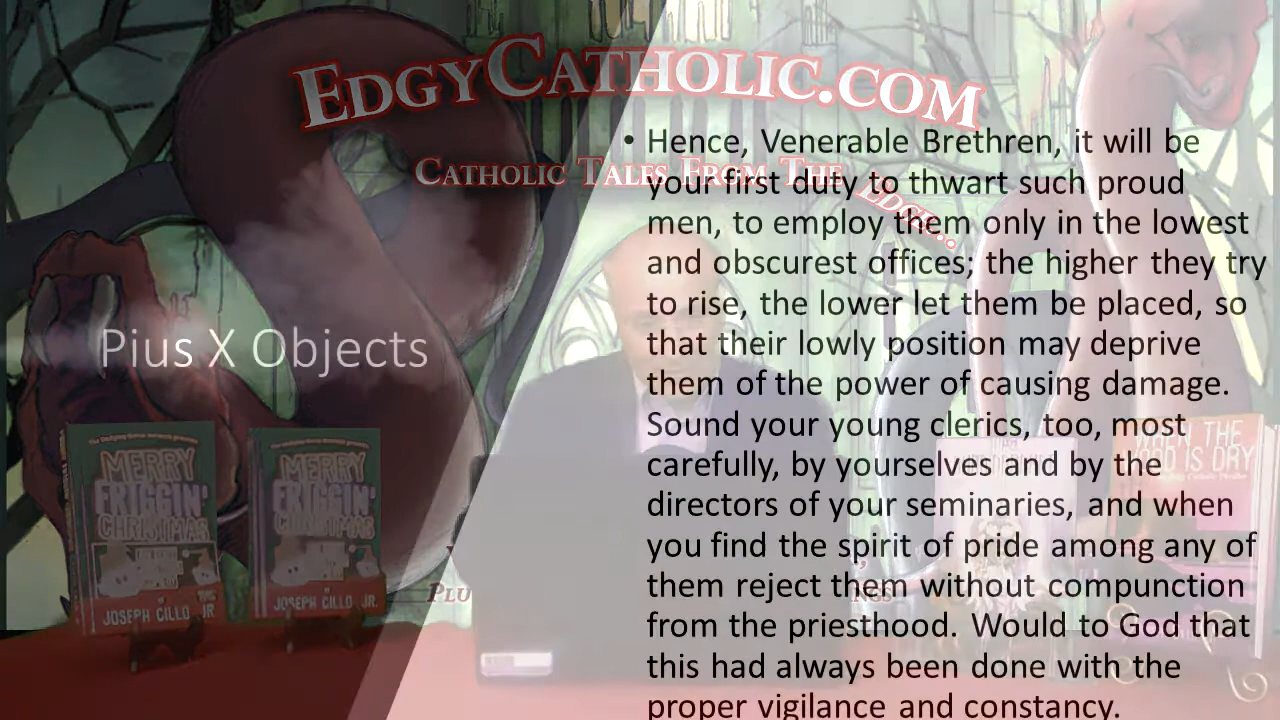 EDGYCATHOLIC.COM
CATHOLIC TALES FROM THE EDGE...
Pius X Objects
• Hence, Venerable Brethren, it will be
your first duty to thwart such proud
men, to employ them only in the lowest
and obscurest offices; the higher they try
to rise, the lower let them be placed, so
that their lowly position may deprive
them of the power of causing damage.
Sound your young clerics, too, most
carefully, by yourselves and by the
directors of your seminaries, and when
you find the spirit of pride among any of
them reject them without compunction
from the priesthood. Would to God that
this had always been done with the
proper vigilance and constancy.
MERRY
FRIGGIN'
CHRISTMAS
JOSEPH CILLO JR
MERRY
FRIGGIN'
CHRISTMAS
JOSEPH CILLO JR.
WHEN THE
WOOD IS DRY